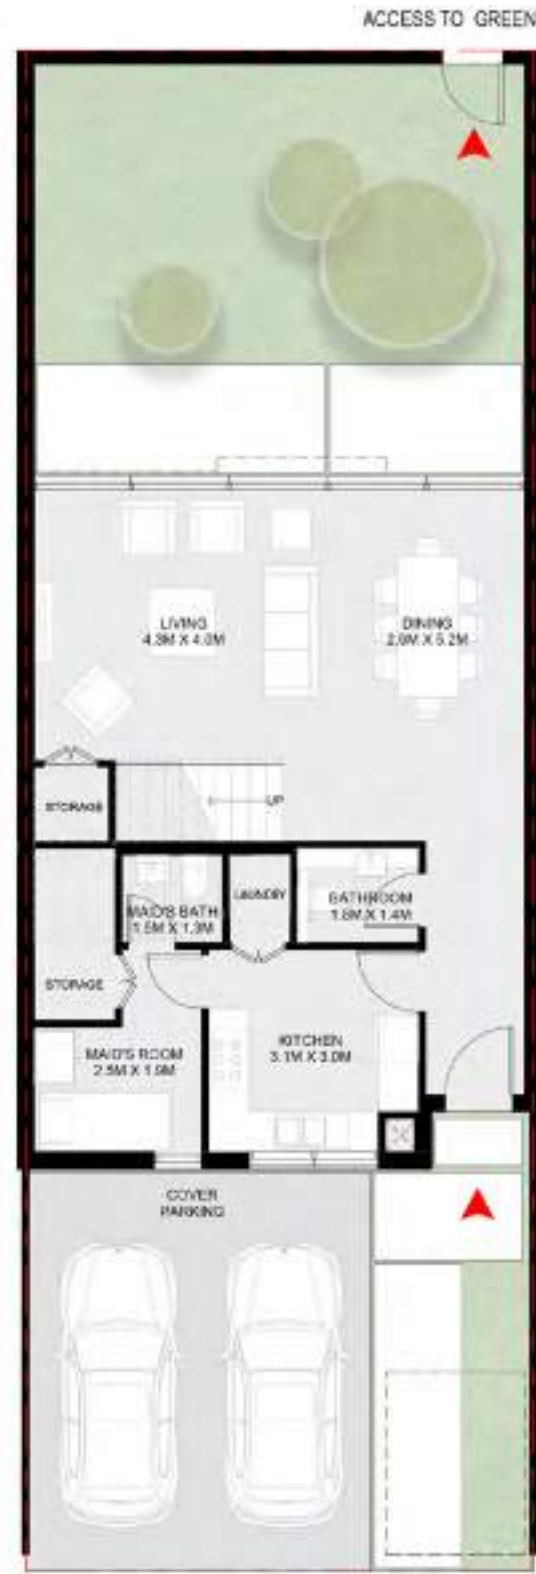 ACCESS TO GREEN
LIVING
4.3M X 4.0M
DINING
2.8M X 5.2M
STORAGE
UP
MAID'S BATH
1.5M X 1.3M
LAUNDRY
BATHROOM
1.8M X 1.4M
STORAGE
MAID'S ROOM
2.5M X 1.9M
KITCHEN
3.1M X 3.0M
COVER
PARKING